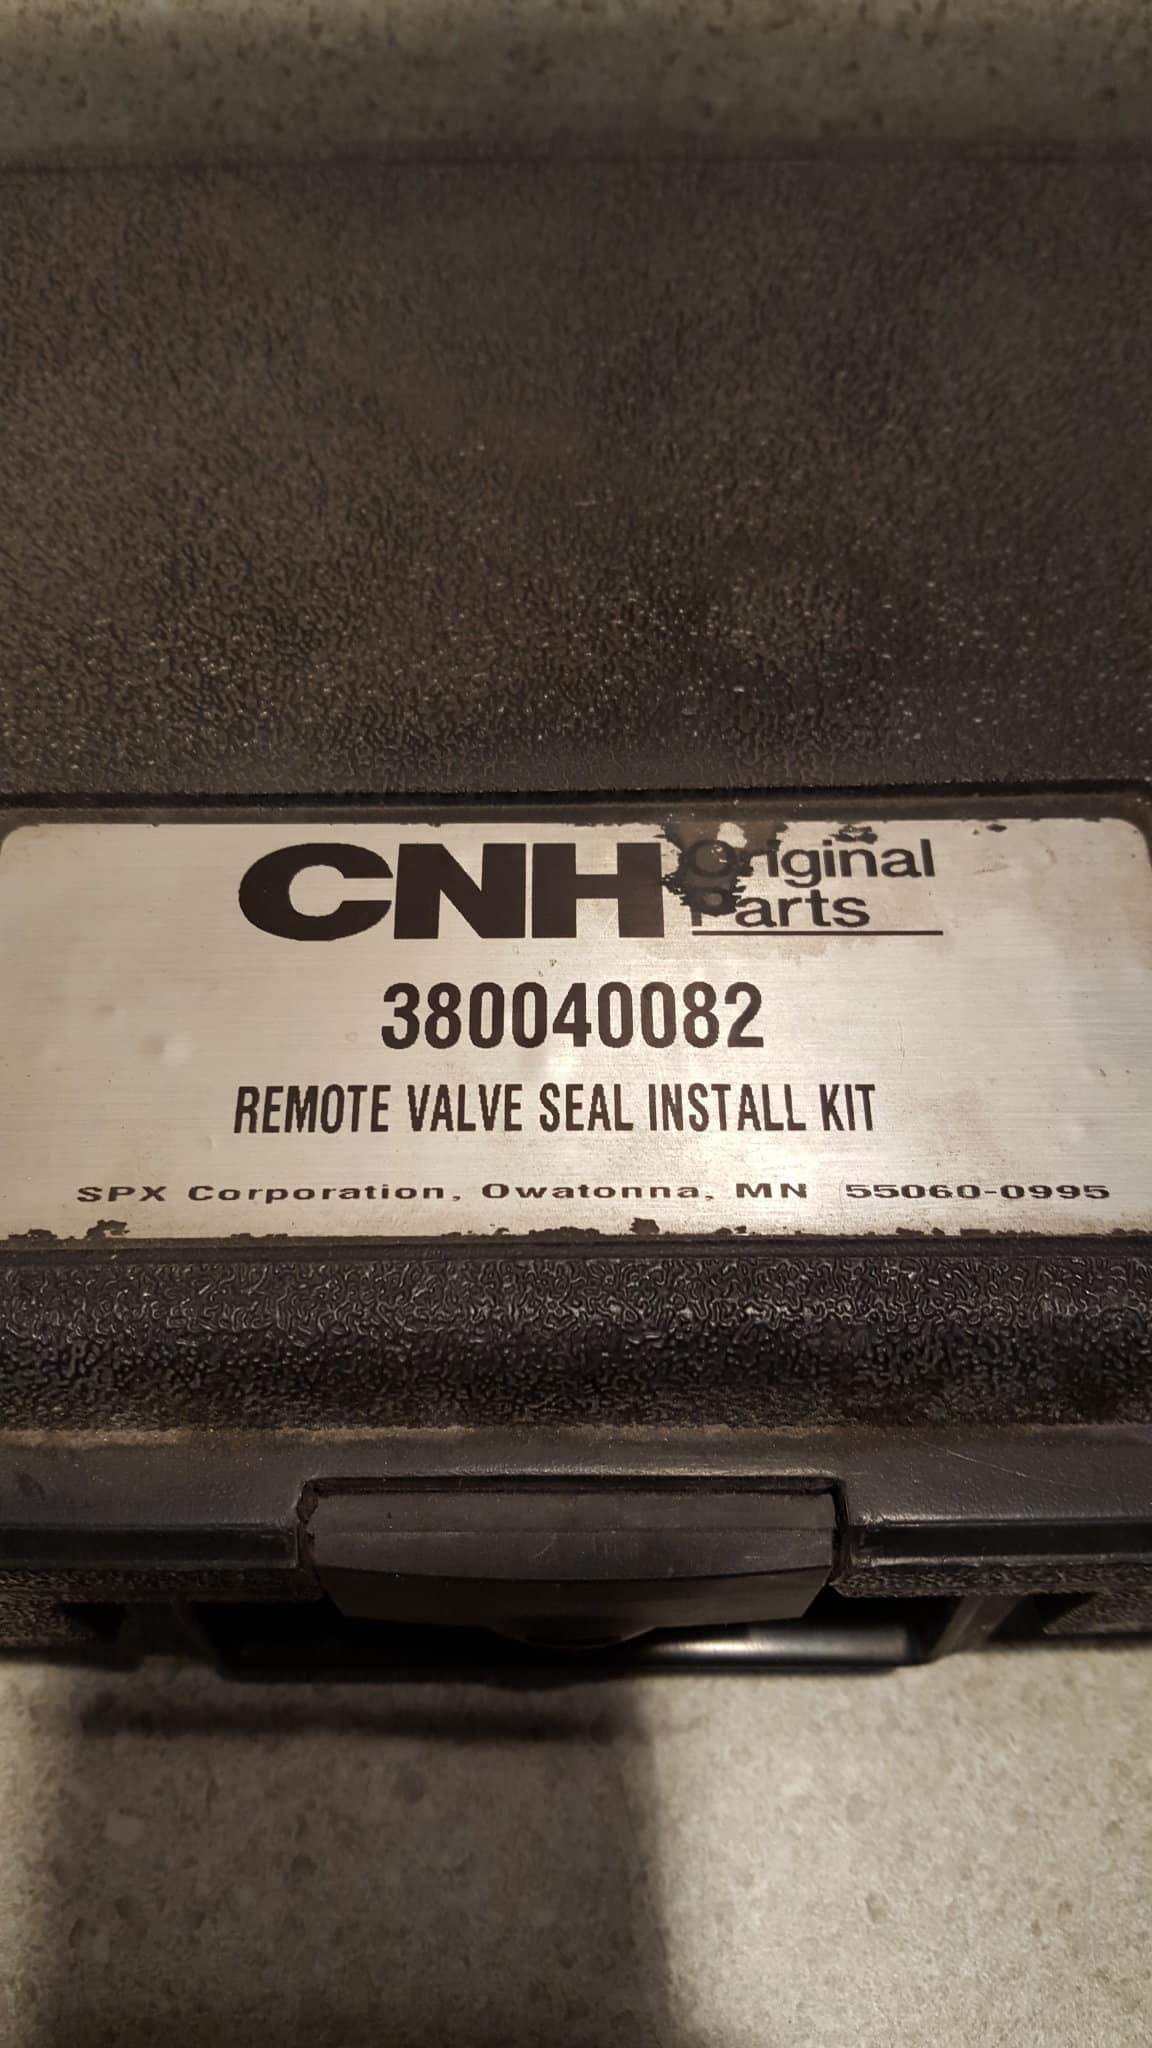 CNH Original
Parts
380040082
REMOTE VALVE SEAL INSTALL KIT
SPX Corporation, Owatonna, MN 55060-0995